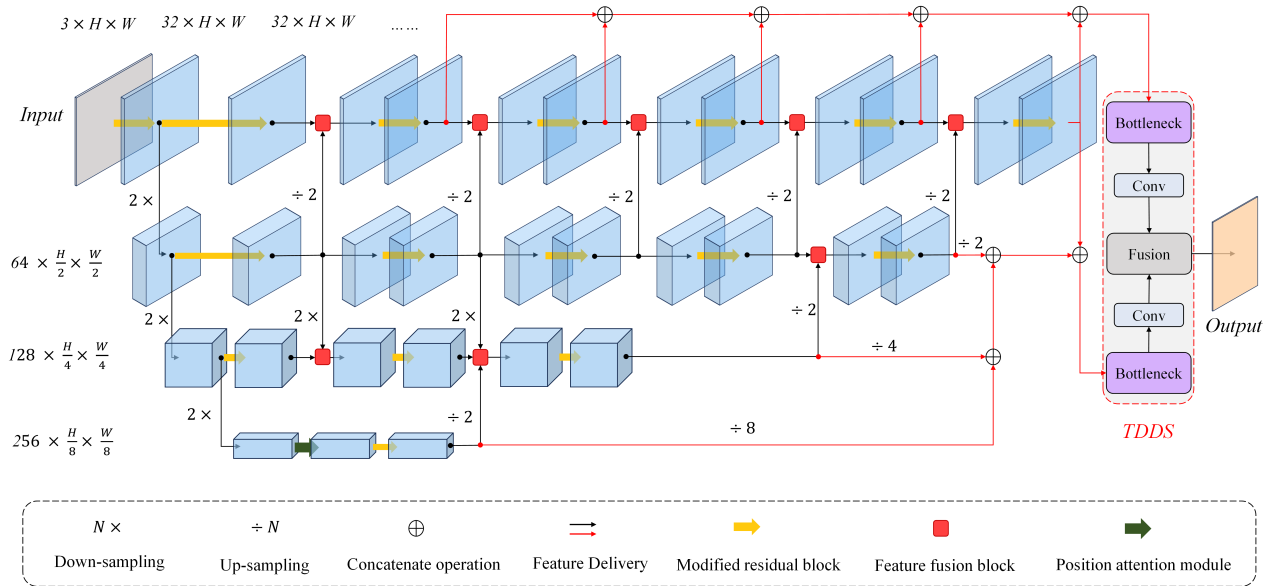 3 × H × W
32 × H × W
32 × H × W
... ...
Input
2 ×
÷ 2
÷ 2
÷ 2
÷ 2
÷ 2
÷ 2
64 × H/2 × W/2
2 ×
2 ×
2 ×
÷ 2
128 × H/4 × W/4
÷ 4
2 ×
÷ 2
÷ 8
256 × H/8 × W/8
Bottleneck
Conv
Fusion
Conv
Bottleneck
TDDS
Output
N ×
÷ N
Down-sampling
Up-sampling
Concatenate operation
Feature Delivery
Modified residual block
Feature fusion block
Position attention module